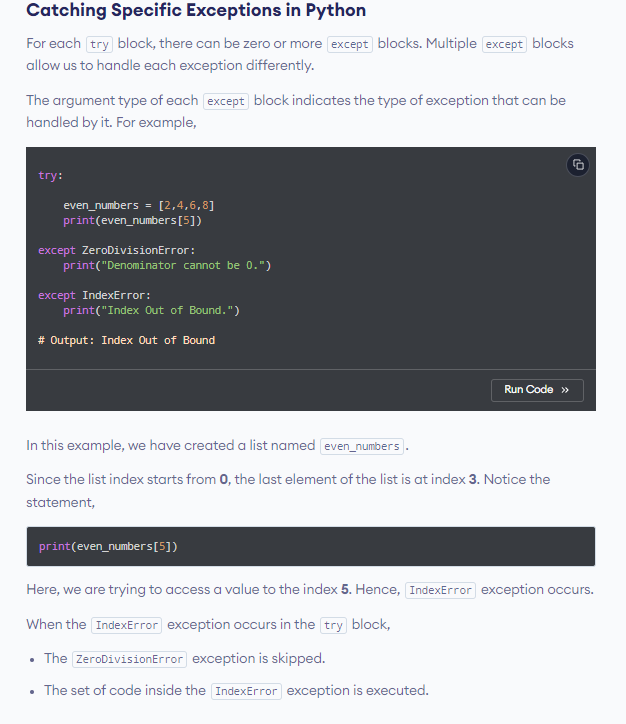 Catching Specific Exceptions in Python
For each try block, there can be zero or more except blocks. Multiple except blocks
allow us to handle each exception differently.
The argument type of each except block indicates the type of exception that can be
handled by it. For example,
try:
    even_numbers = [2,4,6,8]
    print(even_numbers[5])
except ZeroDivisionError:
    print("Denominator cannot be 0.")
except IndexError:
    print("Index Out of Bound.")
# Output: Index Out of Bound
Run Code »
In this example, we have created a list named even_numbers.
Since the list index starts from 0, the last element of the list is at index 3. Notice the
statement,
print(even_numbers[5])
Here, we are trying to access a value to the index 5. Hence, IndexError exception occurs.
When the IndexError exception occurs in the try block,
• The ZeroDivisionError exception is skipped.
• The set of code inside the IndexError exception is executed.